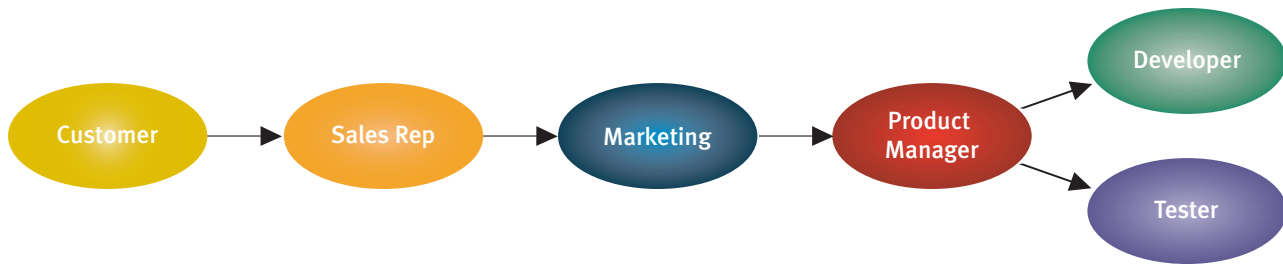 Customer
Sales Rep
Marketing
Product
Manager
Developer
Tester